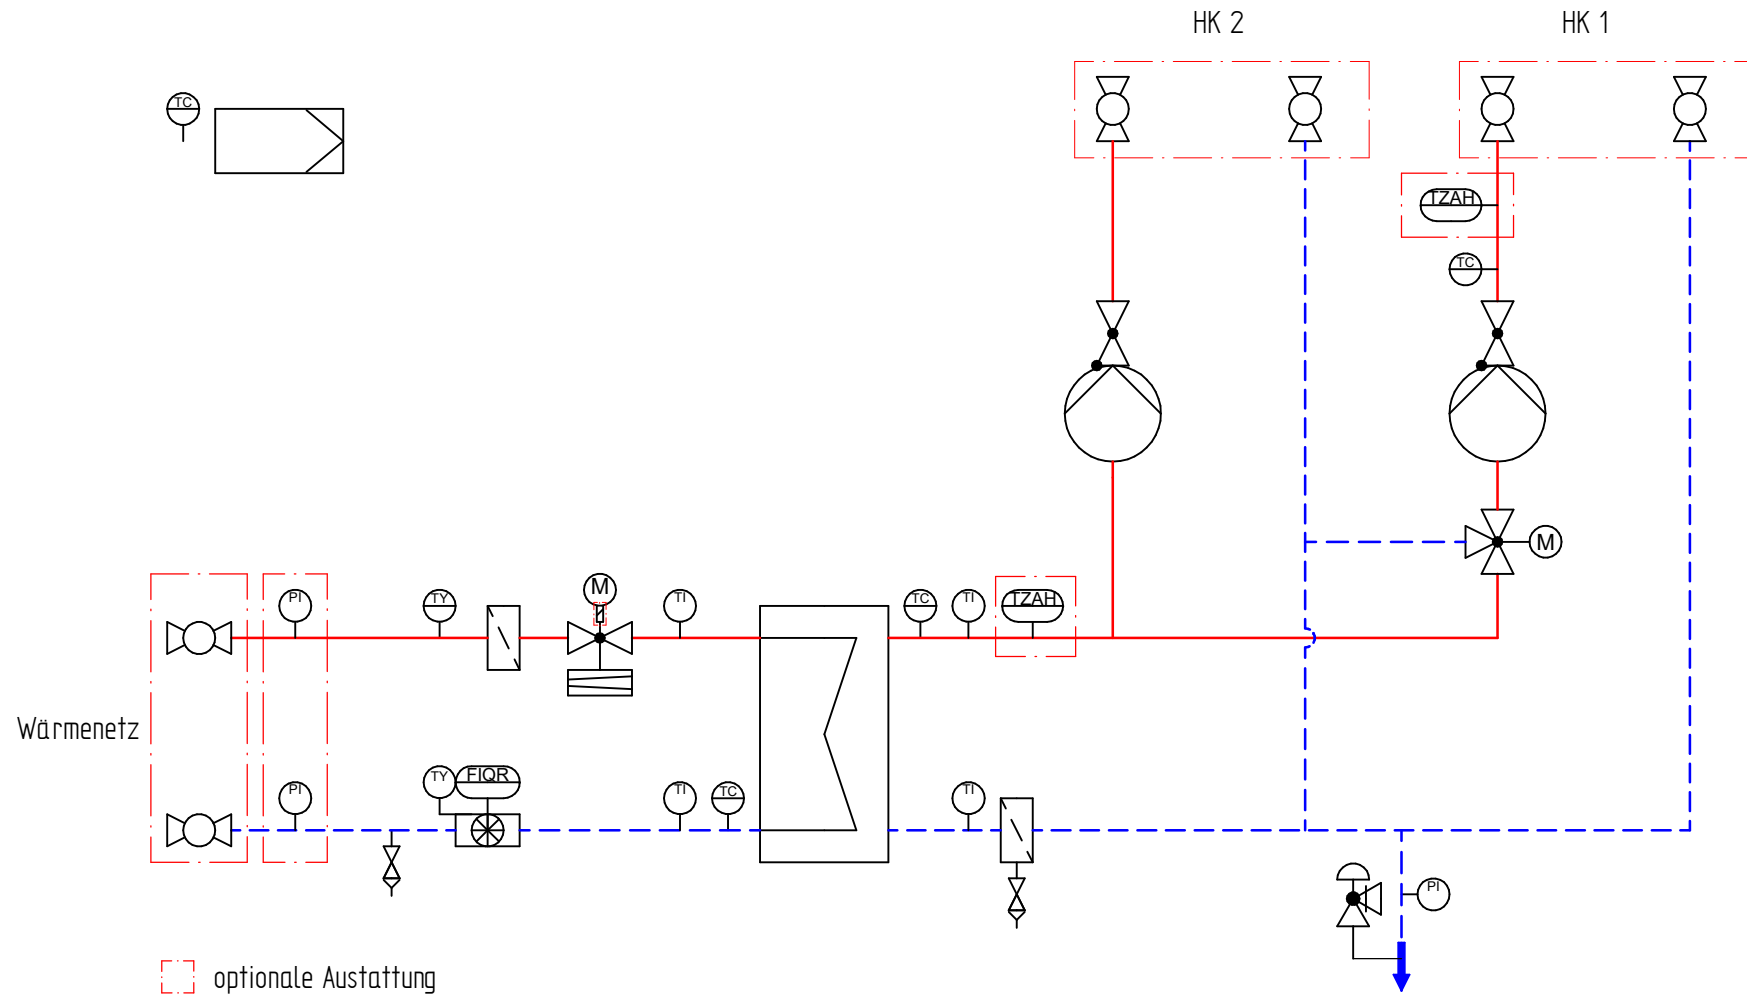 HK 2
HK 1
TC
TZAH
TC
M
PI
TY
M
TI
TC
TI
TZAH
Wärmenetz
PI
TY
FIQR
TI
TC
TI
PI
optionale Austattung